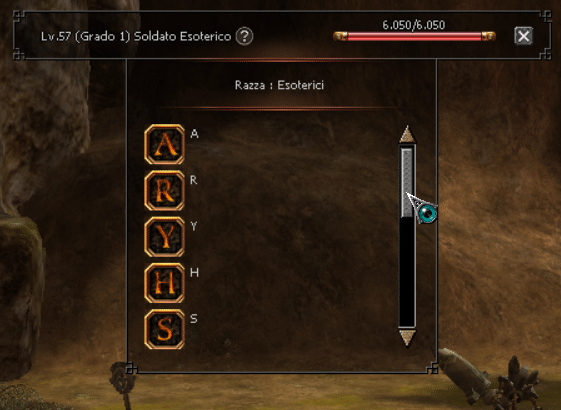 6.050/6.050
Lv.57 (Grado 1) Soldato Esoterico ?
Razza : Esoterici
A A
R R
Y Y
H H
S S